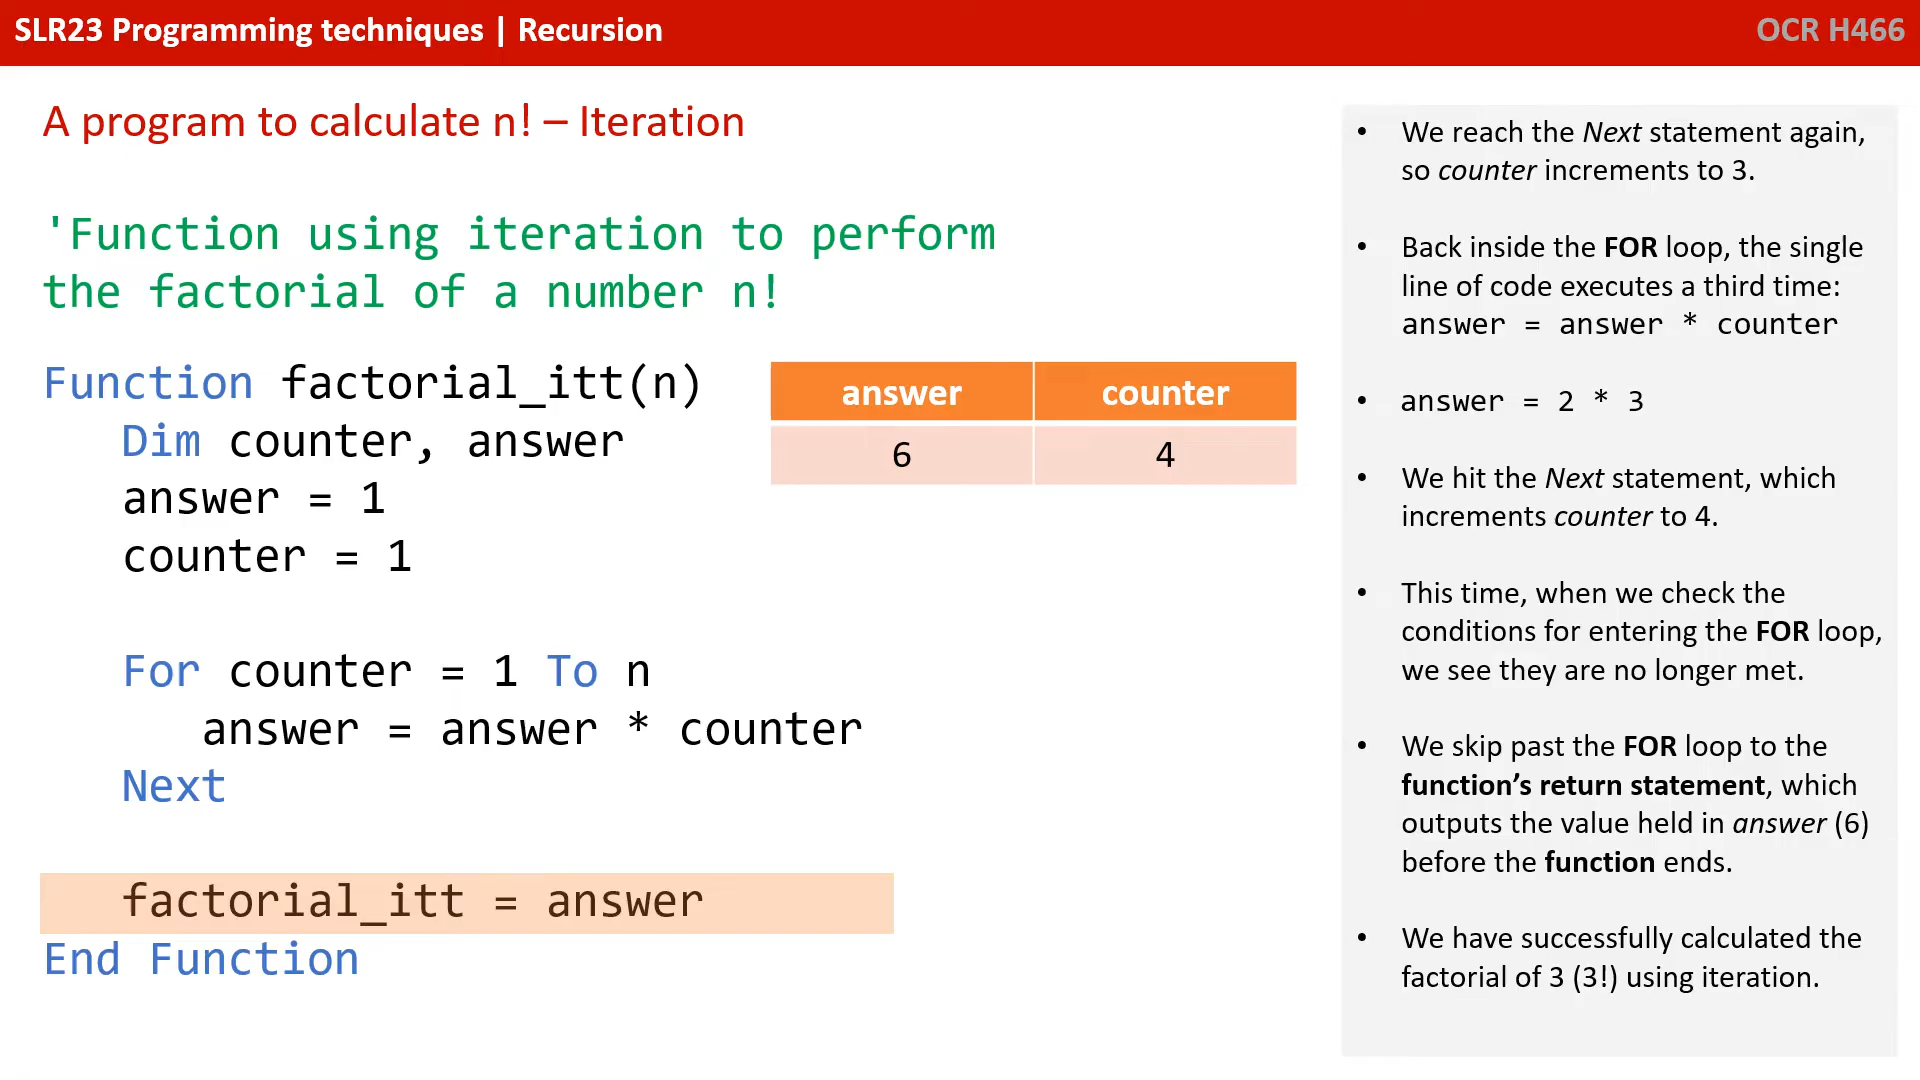 SLR23 Programming techniques | Recursion
OCR H466
A program to calculate n! – Iteration
'Function using iteration to perform
the factorial of a number n!
Function factorial_itt(n)
Dim counter, answer
answer = 1
counter = 1
For counter = 1 To n
answer = answer * counter
Next
factorial_itt = answer
End Function
answer counter
6 4
• We reach the Next statement again,
so counter increments to 3.
• Back inside the FOR loop, the single
line of code executes a third time:
answer = answer * counter
• answer = 2 * 3
• We hit the Next statement, which
increments counter to 4.
• This time, when we check the
conditions for entering the FOR loop,
we see they are no longer met.
• We skip past the FOR loop to the
function’s return statement, which
outputs the value held in answer (6)
before the function ends.
• We have successfully calculated the
factorial of 3 (3!) using iteration.